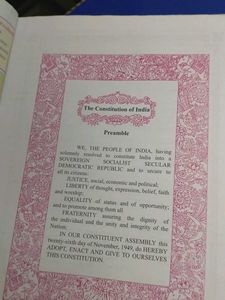 The Constitution of India
Preamble
WE, THE PEOPLE OF INDIA, having
solemnly resolved to constitute India into a
SOVEREIGN SOCIALIST SECULAR
DEMOCRATIC REPUBLIC and to secure to
all its citizens:
JUSTICE, social, economic and political;
LIBERTY of thought, expression, belief, faith
and worship;
EQUALITY of status and of opportunity;
and to promote among them all
FRATERNITY assuring the dignity of
the individual and the unity and integrity of the
Nation;
IN OUR CONSTITUENT ASSEMBLY this
twenty-sixth day of November, 1949, do HEREBY
ADOPT, ENACT AND GIVE TO OURSELVES
THIS CONSTITUTION.